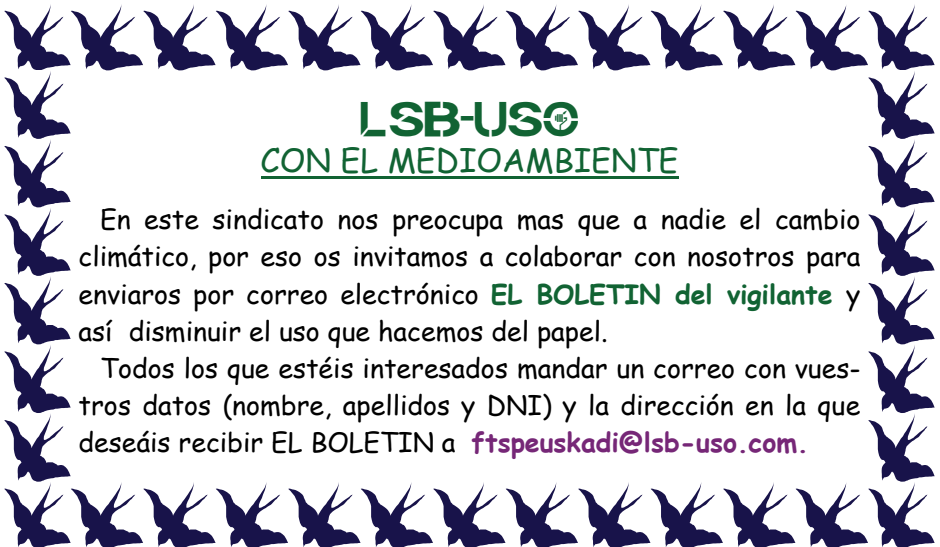 LSB-USO
CON EL MEDIOAMBIENTE
En este sindicato nos preocupa mas que a nadie el cambio
climático, por eso os invitamos a colaborar con nosotros para
enviaros por correo electrónico EL BOLETIN del vigilante y
así disminuir el uso que hacemos del papel.
Todos los que estéis interesados mandar un correo con vues-
tros datos (nombre, apellidos y DNI) y la dirección en la que
deseáis recibir EL BOLETIN a ftspeuskadi@lsb-uso.com.